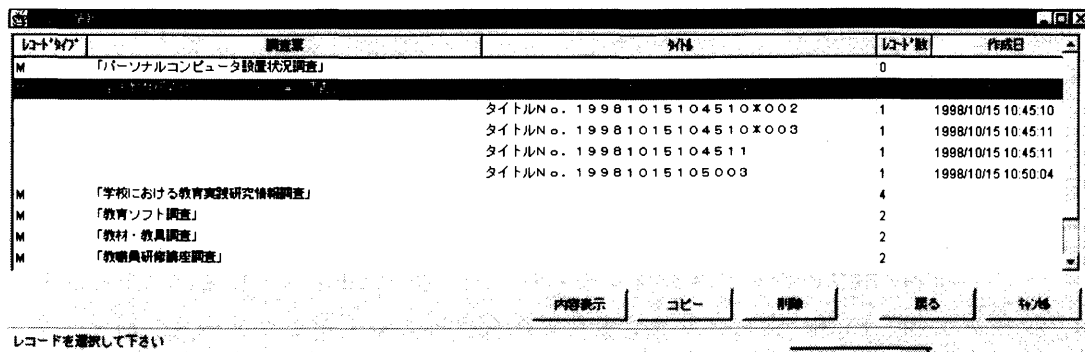 レコードタイプ 調査票 タイトル レコード数 作成日
M 「パーソナルコンピュータ設置状況調査」 0
タイトルNo. 19981015104510X002 1 1998/10/15 10:45:10
タイトルNo. 19981015104510X003 1 1998/10/15 10:45:11
タイトルNo. 19981015104511 1 1998/10/15 10:45:11
タイトルNo. 19981015105003 1 1998/10/15 10:50:04
M 「学校における教育実践研究情報調査」 4
M 「教育ソフト調査」 2
M 「教材・教具調査」 2
M 「教職員研修講座調査」 2
内容表示 コピー 削除 戻る キャンセル
レコードを選択して下さい